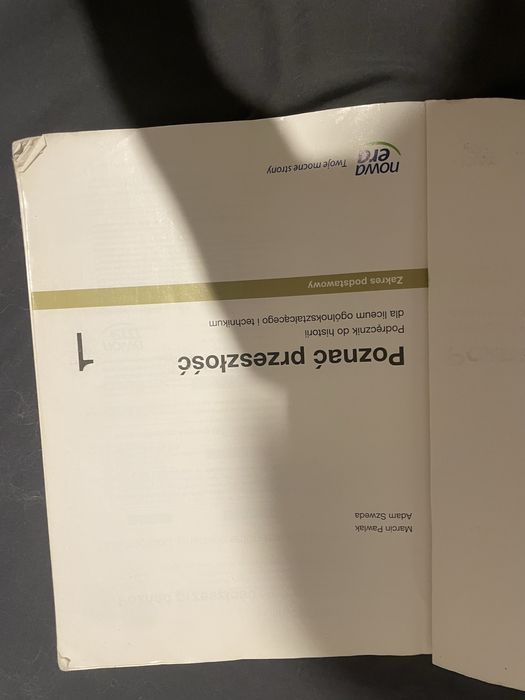 Marcin Pawlak
Adam Szweda
Poznać przeszłość
1
Podręcznik do historii
dla liceum ogólnokształcącego i technikum
Zakres podstawowy
nowa
era
Twoje mocne strony